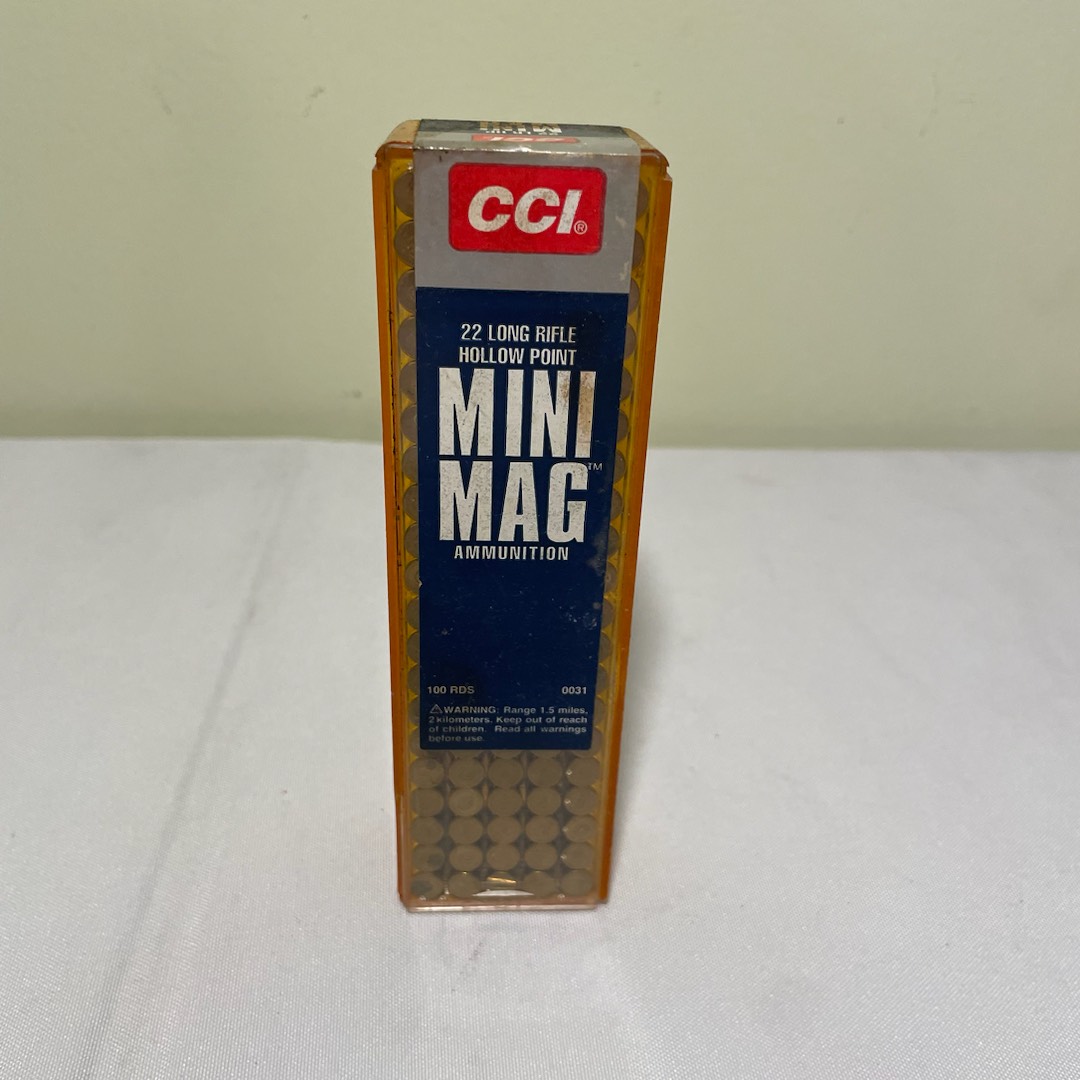 CCI®
22 LONG RIFLE
HOLLOW POINT
MINI
MAG™
AMMUNITION
100 RDS 0031
⚠WARNING: Range 1.5 miles,
2 kilometers. Keep out of reach
of children. Read all warnings
before use.